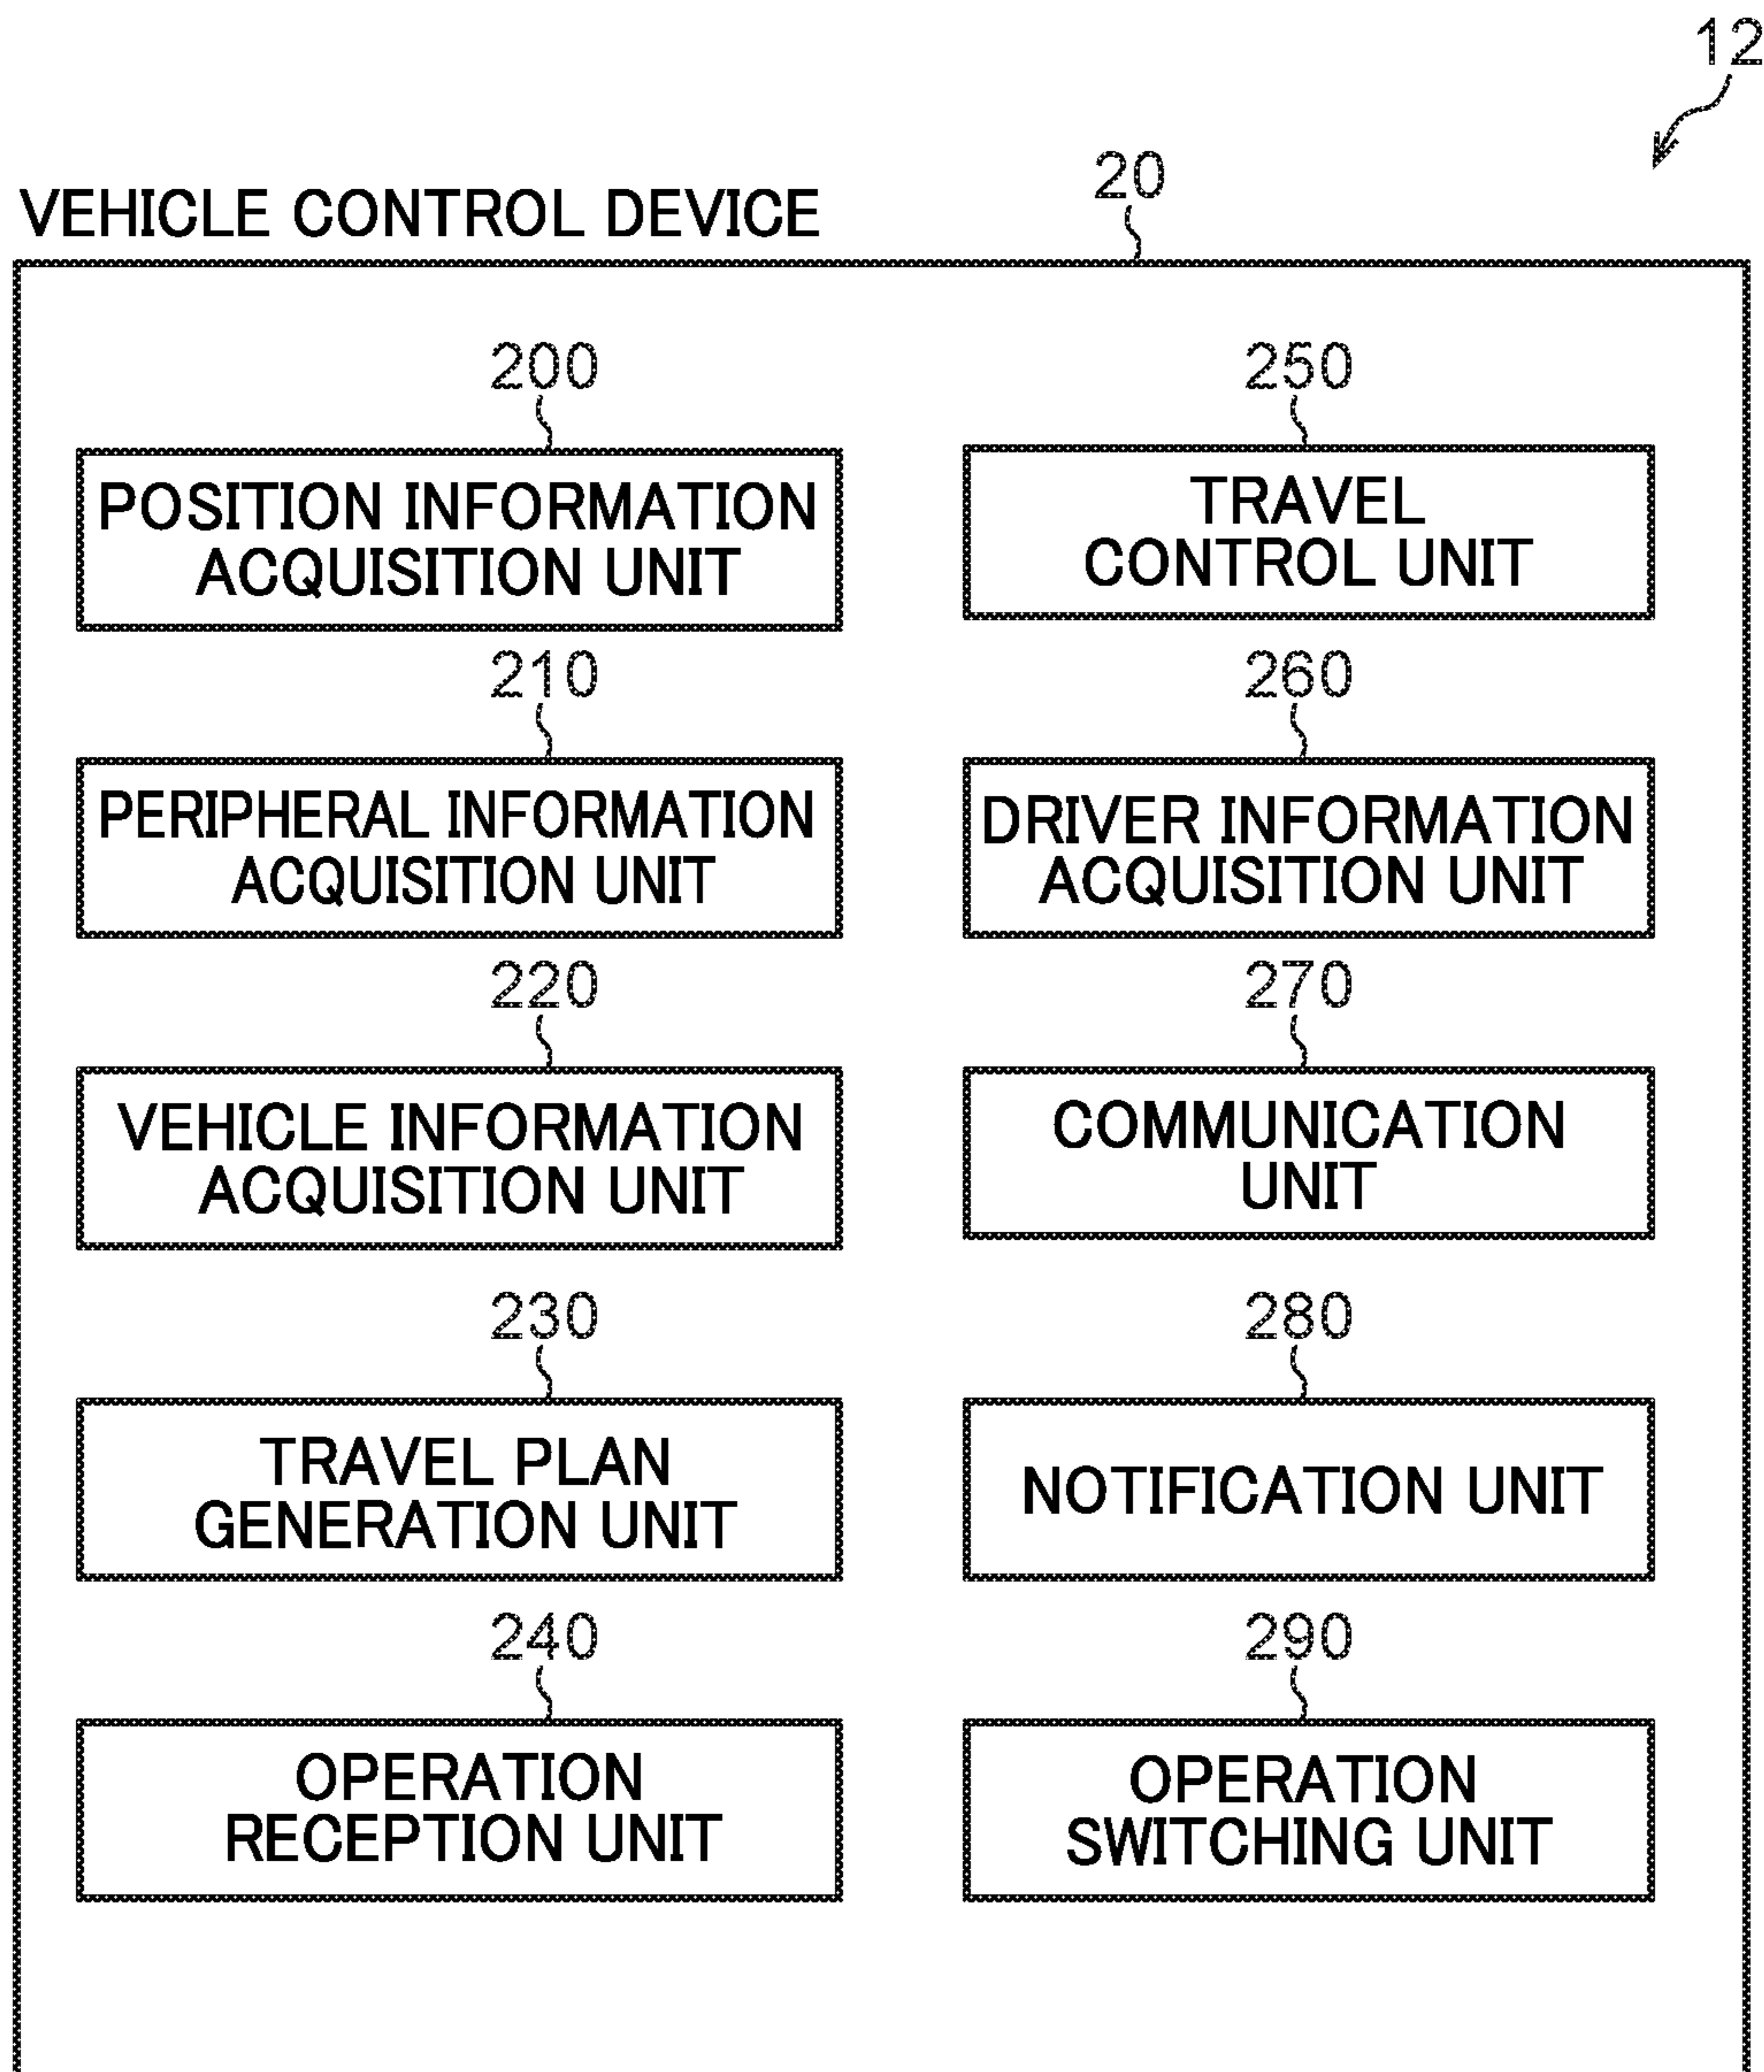 12
20
VEHICLE CONTROL DEVICE
200
POSITION INFORMATION
ACQUISITION UNIT
210
PERIPHERAL INFORMATION
ACQUISITION UNIT
220
VEHICLE INFORMATION
ACQUISITION UNIT
230
TRAVEL PLAN
GENERATION UNIT
240
OPERATION
RECEPTION UNIT
250
TRAVEL
CONTROL UNIT
260
DRIVER INFORMATION
ACQUISITION UNIT
270
COMMUNICATION
UNIT
280
NOTIFICATION UNIT
290
OPERATION
SWITCHING UNIT